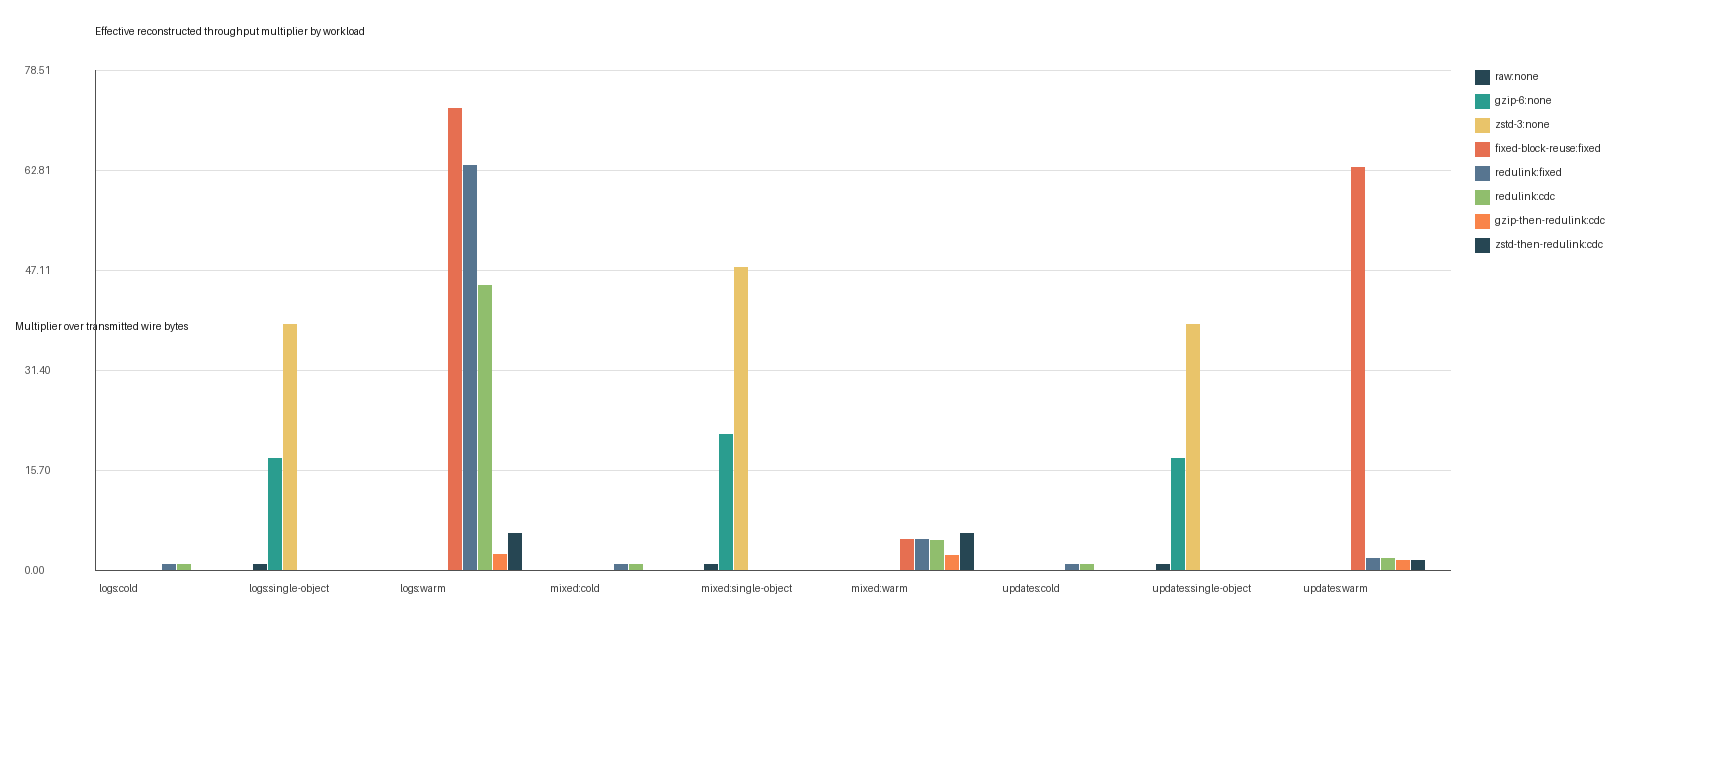 Effective reconstructed throughput multiplier by workload
78.51
62.81
47.11
Multiplier over transmitted wire bytes
31.40
15.70
0.00
logs:cold
logs:single-object
logs:warm
mixed:cold
mixed:single-object
mixed:warm
updates:cold
updates:single-object
updates:warm
raw:none
gzip-6:none
zstd-3:none
fixed-block-reuse:fixed
redulink:fixed
redulink:cdc
gzip-then-redulink:cdc
zstd-then-redulink:cdc